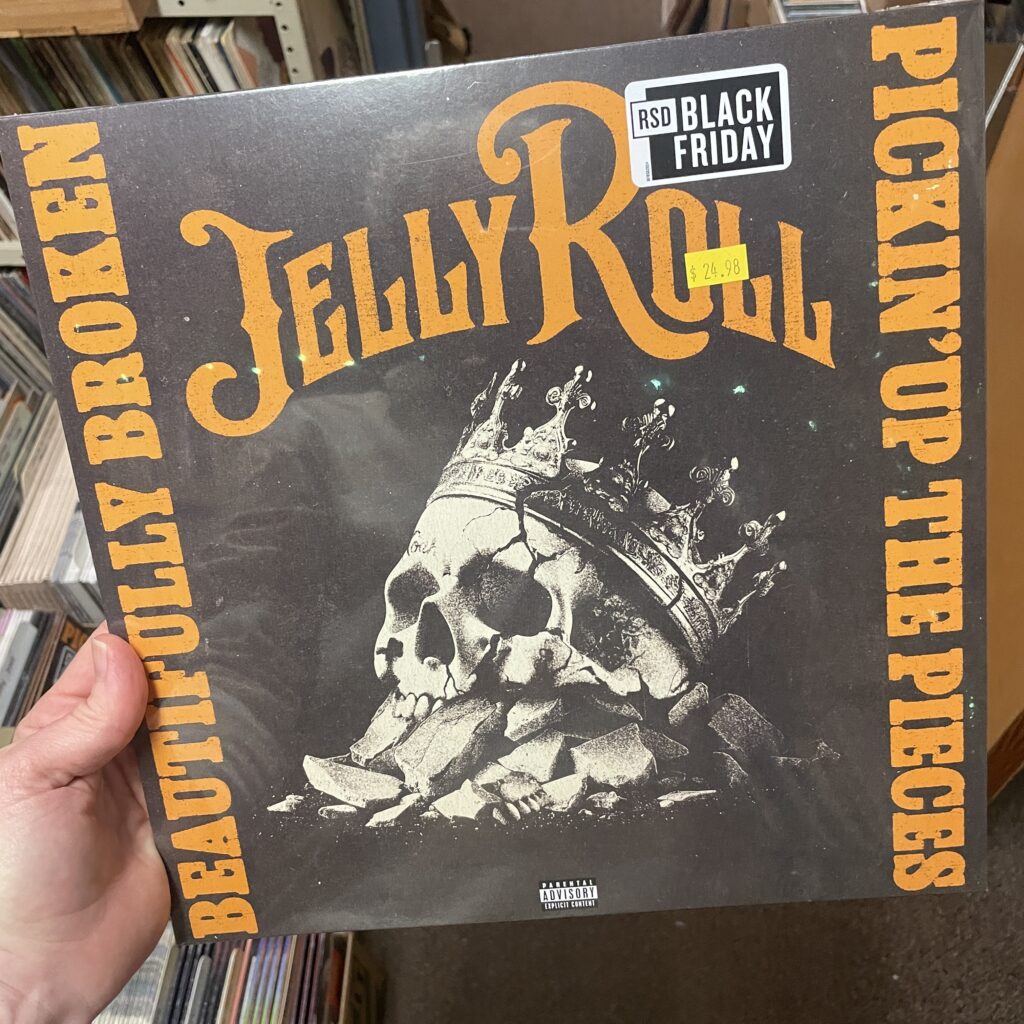 BEAUTIFULLY BROKEN
JELLY ROLL
RSD
BLACK
FRIDAY
$ 24.98
PICKIN' UP THE PIECES
PARENTAL
ADVISORY
EXPLICIT CONTENT